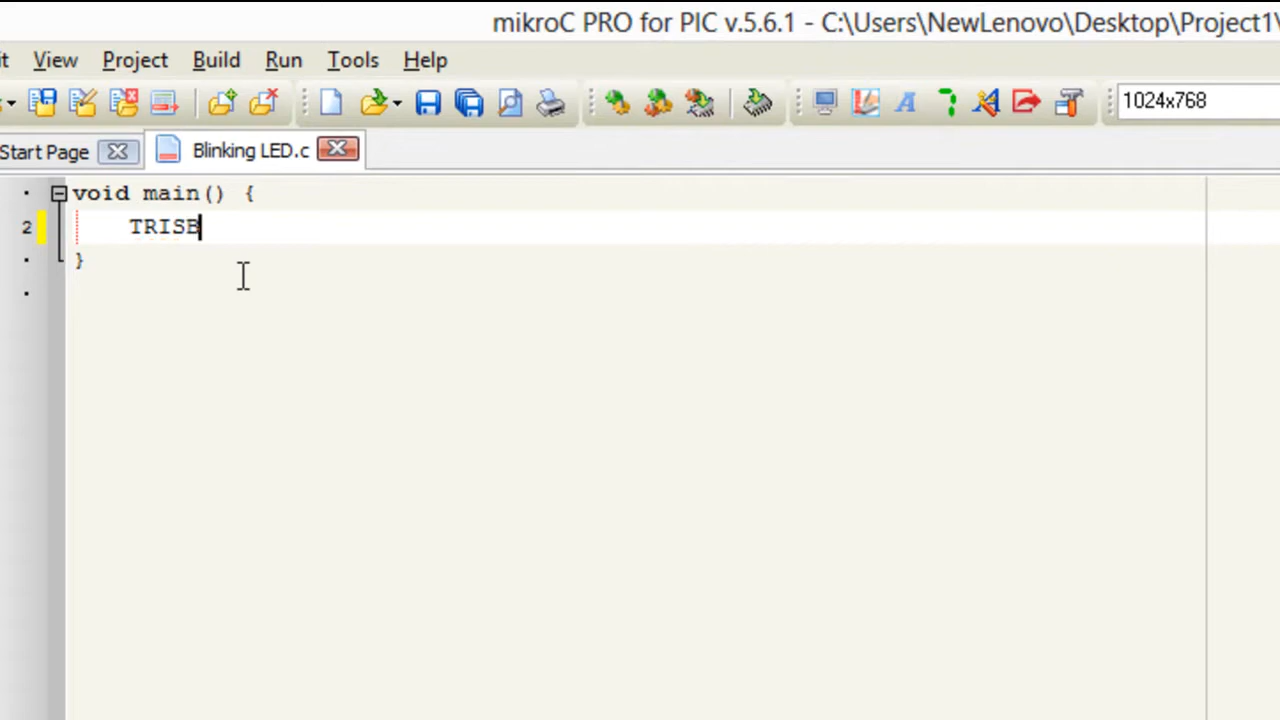 mikroC PRO for PIC v.5.6.1 - C:\Users\NewLenovo\Desktop\Project1\
it View Project Build Run Tools Help
1024x768
Start Page Blinking LED.c
void main() {
2 TRISB
}